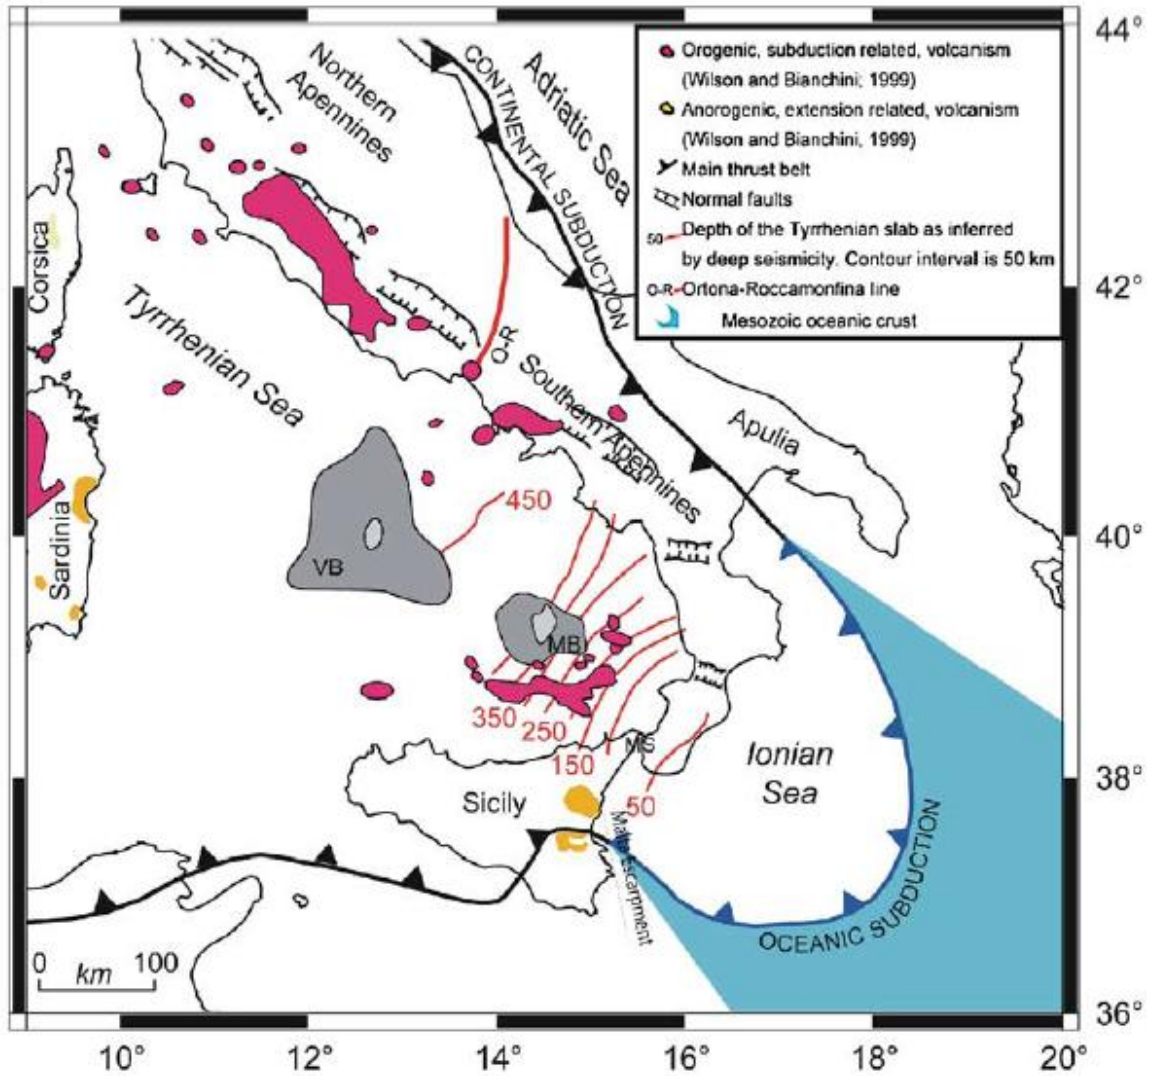 44°
42°
40°
38°
36°
10°
12°
14°
16°
18°
20°
Orogenic, subduction related, volcanism
(Wilson and Bianchini, 1999)
Anorogenic, extension related, volcanism
(Wilson and Bianchini, 1999)
Main thrust belt
Normal faults
50 Depth of the Tyrrhenian slab as inferred
by deep seismicity. Contour interval is 50 km
O-R Ortona-Roccamonfina line
Mesozoic oceanic crust
Northern
Apennines
CONTINENTAL SUBDUCTION
Adriatic Sea
Corsica
Tyrrhenian Sea
O-R
Southern Apennines
Apulia
Sardinia
VB
450
MB
350
250
150
50
MS
Sicily
Ionian
Sea
Malta Escarpment
OCEANIC SUBDUCTION
0 km 100